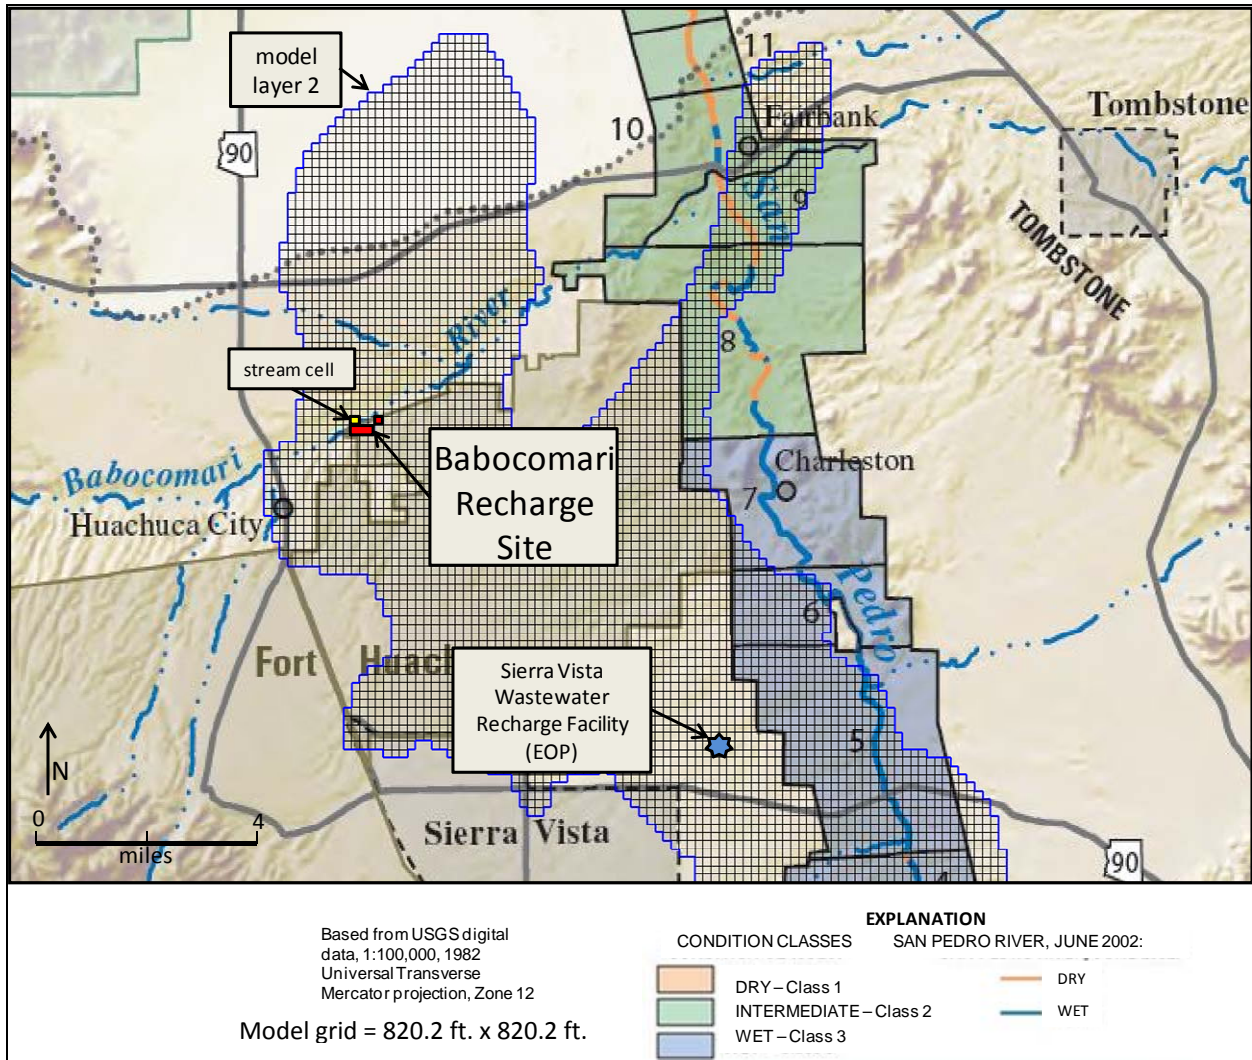 model
layer 2
11
Tombstone
Fairbank
10
90
San
9
TOMBSTONE
River
8
stream cell
Babocomari
Recharge
Site
Babocomari
Charleston
7
Huachuca City
Pedro
6
Fort Huach
Sierra Vista
Wastewater
Recharge Facility
(EOP)
5
N
0 4
miles
Sierra Vista
90
4
EXPLANATION
Based from USGS digital
data, 1:100,000, 1982
Universal Transverse
Mercator projection, Zone 12
Model grid = 820.2 ft. x 820.2 ft.
CONDITION CLASSES SAN PEDRO RIVER, JUNE 2002:
DRY – Class 1 DRY
INTERMEDIATE – Class 2 WET
WET – Class 3